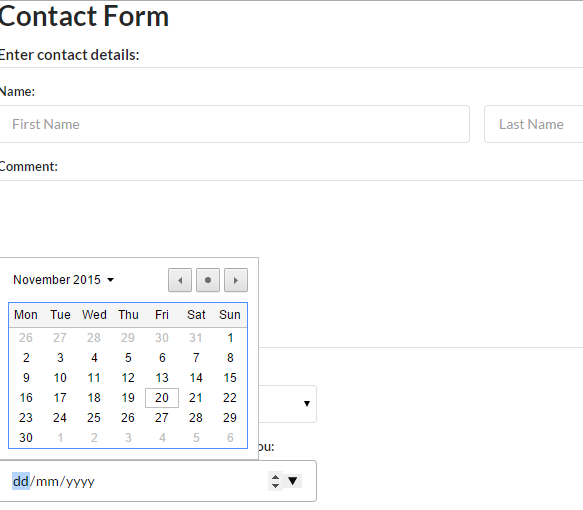 Contact Form
Enter contact details:
Name:
First Name Last Name
Comment:
November 2015
Mon Tue Wed Thu Fri Sat Sun
26 27 28 29 30 31 1
2 3 4 5 6 7 8
9 10 11 12 13 14 15
16 17 18 19 20 21 22
23 24 25 26 27 28 29
30 1 2 3 4 5 6
ou:
dd/mm/yyyy